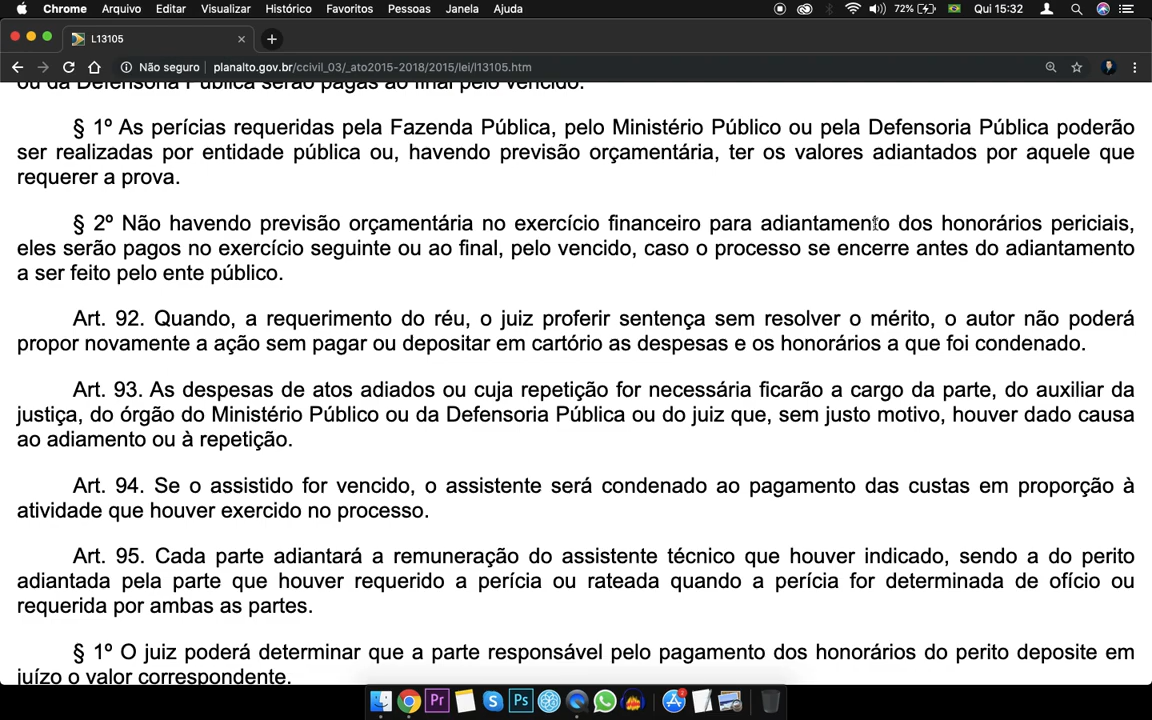 Chrome Arquivo Editar Visualizar Histórico Favoritos Pessoas Janela Ajuda 72% Qui 15:32
L13105
Não seguro planalto.gov.br/ccivil_03/_ato2015-2018/2015/lei/l13105.htm
ou da Defensoria Pública serão pagas ao final pelo vencido.
§ 1º As perícias requeridas pela Fazenda Pública, pelo Ministério Público ou pela Defensoria Pública poderão
ser realizadas por entidade pública ou, havendo previsão orçamentária, ter os valores adiantados por aquele que
requerer a prova.
§ 2º Não havendo previsão orçamentária no exercício financeiro para adiantamento dos honorários periciais,
eles serão pagos no exercício seguinte ou ao final, pelo vencido, caso o processo se encerre antes do adiantamento
a ser feito pelo ente público.
Art. 92. Quando, a requerimento do réu, o juiz proferir sentença sem resolver o mérito, o autor não poderá
propor novamente a ação sem pagar ou depositar em cartório as despesas e os honorários a que foi condenado.
Art. 93. As despesas de atos adiados ou cuja repetição for necessária ficarão a cargo da parte, do auxiliar da
justiça, do órgão do Ministério Público ou da Defensoria Pública ou do juiz que, sem justo motivo, houver dado causa
ao adiamento ou à repetição.
Art. 94. Se o assistido for vencido, o assistente será condenado ao pagamento das custas em proporção à
atividade que houver exercido no processo.
Art. 95. Cada parte adiantará a remuneração do assistente técnico que houver indicado, sendo a do perito
adiantada pela parte que houver requerido a perícia ou rateada quando a perícia for determinada de ofício ou
requerida por ambas as partes.
§ 1º O juiz poderá determinar que a parte responsável pelo pagamento dos honorários do perito deposite em
juízo o valor correspondente.
Pr Ps